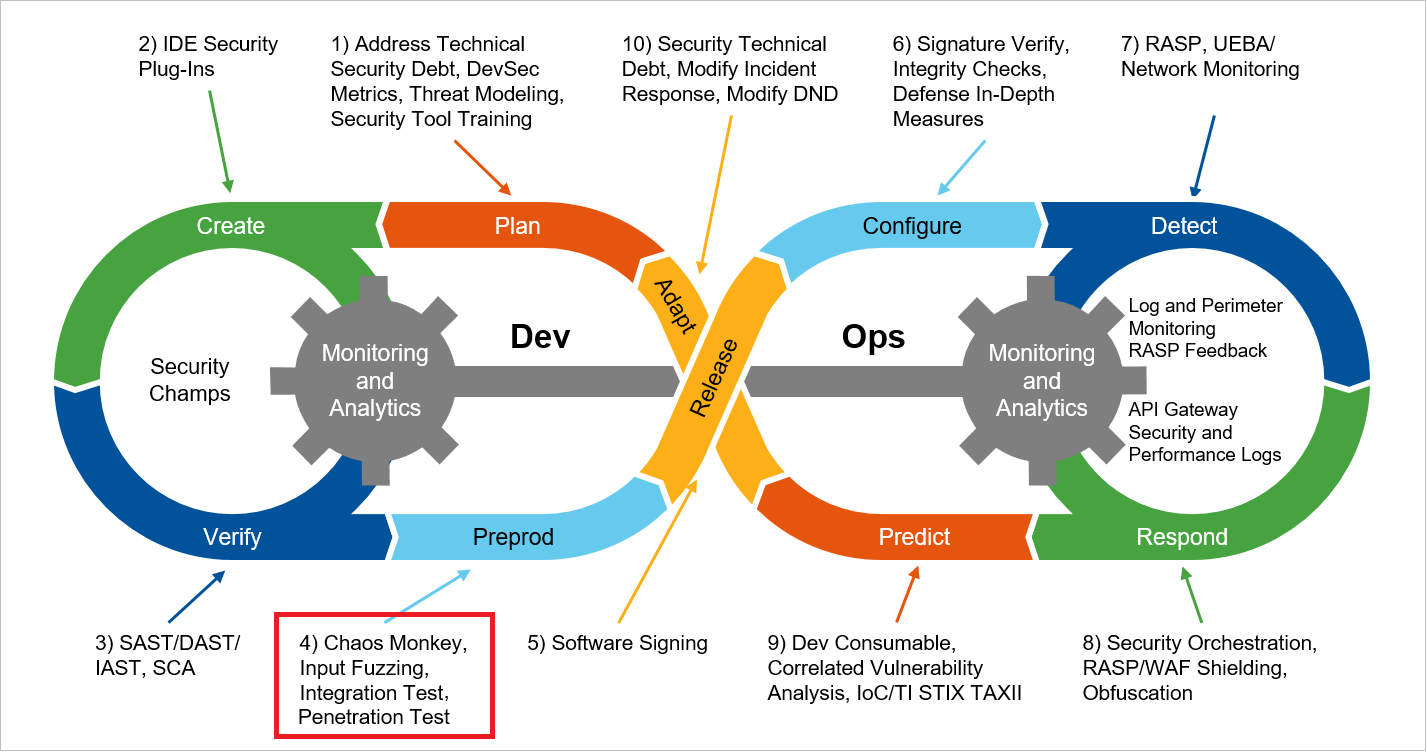 2) IDE Security
Plug-Ins
1) Address Technical
Security Debt, DevSec
Metrics, Threat Modeling,
Security Tool Training
10) Security Technical
Debt, Modify Incident
Response, Modify DND
6) Signature Verify,
Integrity Checks,
Defense In-Depth
Measures
7) RASP, UEBA/
Network Monitoring
Create
Plan
Adapt
Release
Configure
Detect
Security
Champs
Monitoring
and
Analytics
Dev
Ops
Monitoring
and
Analytics
Log and Perimeter
Monitoring
RASP Feedback
API Gateway
Security and
Performance Logs
Verify
Preprod
Predict
Respond
3) SAST/DAST/
IAST, SCA
4) Chaos Monkey,
Input Fuzzing,
Integration Test,
Penetration Test
5) Software Signing
9) Dev Consumable,
Correlated Vulnerability
Analysis, IoC/TI STIX TAXII
8) Security Orchestration,
RASP/WAF Shielding,
Obfuscation